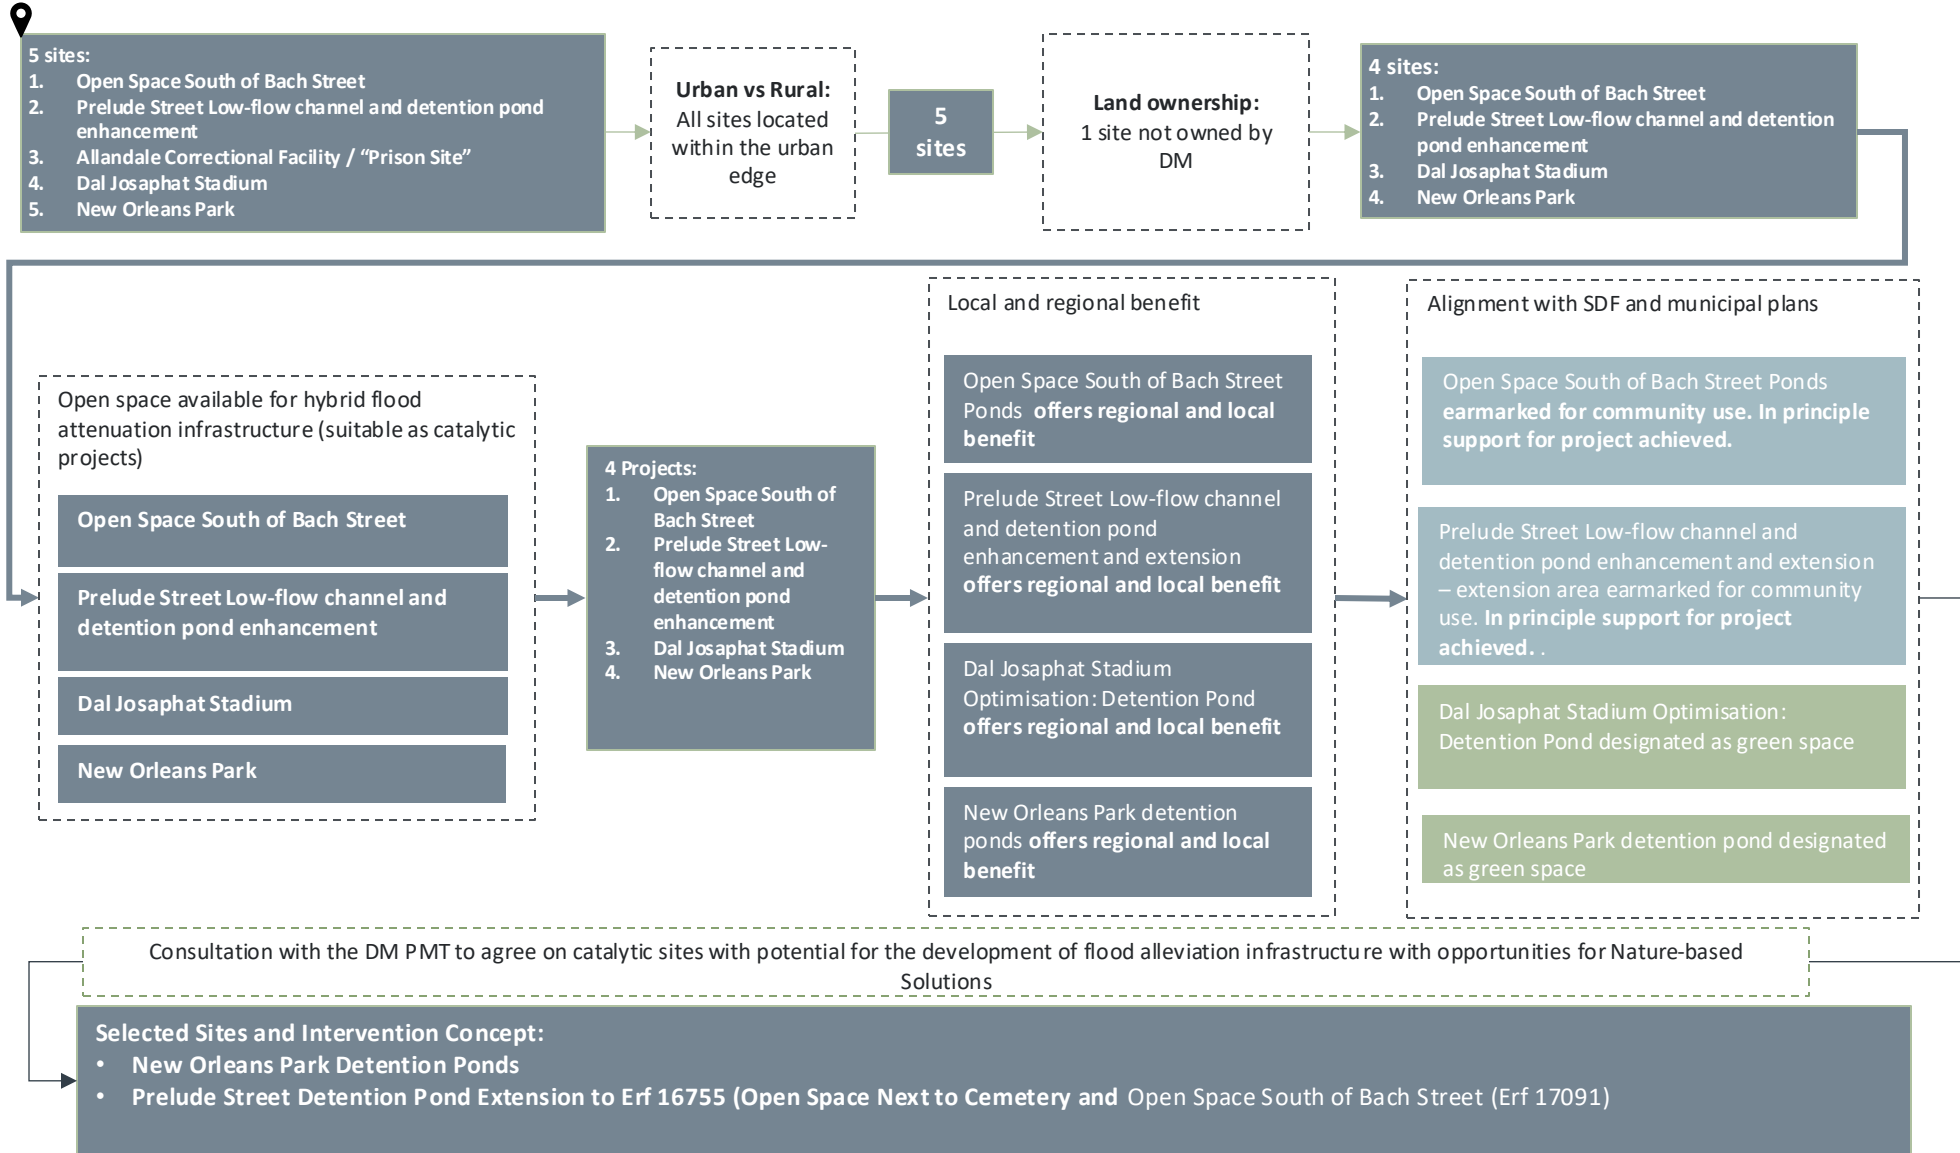 5 sites:
1. Open Space South of Bach Street
2. Prelude Street Low-flow channel and detention pond
enhancement
3. Allandale Correctional Facility / “Prison Site”
4. Dal Josaphat Stadium
5. New Orleans Park
Urban vs Rural:
All sites located
within the urban
edge
5
sites
Land ownership:
1 site not owned by
DM
4 sites:
1. Open Space South of Bach Street
2. Prelude Street Low-flow channel and detention
pond enhancement
3. Dal Josaphat Stadium
4. New Orleans Park
Open space available for hybrid flood
attenuation infrastructure (suitable as catalytic
projects)
Open Space South of Bach Street
Prelude Street Low-flow channel and
detention pond enhancement
Dal Josaphat Stadium
New Orleans Park
4 Projects:
1. Open Space South of
Bach Street
2. Prelude Street Low-
flow channel and
detention pond
enhancement
3. Dal Josaphat Stadium
4. New Orleans Park
Local and regional benefit
Open Space South of Bach Street
Ponds offers regional and local
benefit
Prelude Street Low-flow channel
and detention pond
enhancement and extension
offers regional and local benefit
Dal Josaphat Stadium
Optimisation: Detention Pond
offers regional and local benefit
New Orleans Park detention
ponds offers regional and local
benefit
Alignment with SDF and municipal plans
Open Space South of Bach Street Ponds
earmarked for community use. In principle
support for project achieved.
Prelude Street Low-flow channel and
detention pond enhancement and extension
– extension area earmarked for community
use. In principle support for project
achieved. .
Dal Josaphat Stadium Optimisation:
Detention Pond designated as green space
New Orleans Park detention pond designated
as green space
Consultation with the DM PMT to agree on catalytic sites with potential for the development of flood alleviation infrastructure with opportunities for Nature-based
Solutions
Selected Sites and Intervention Concept:
• New Orleans Park Detention Ponds
• Prelude Street Detention Pond Extension to Erf 16755 (Open Space Next to Cemetery and Open Space South of Bach Street (Erf 17091)